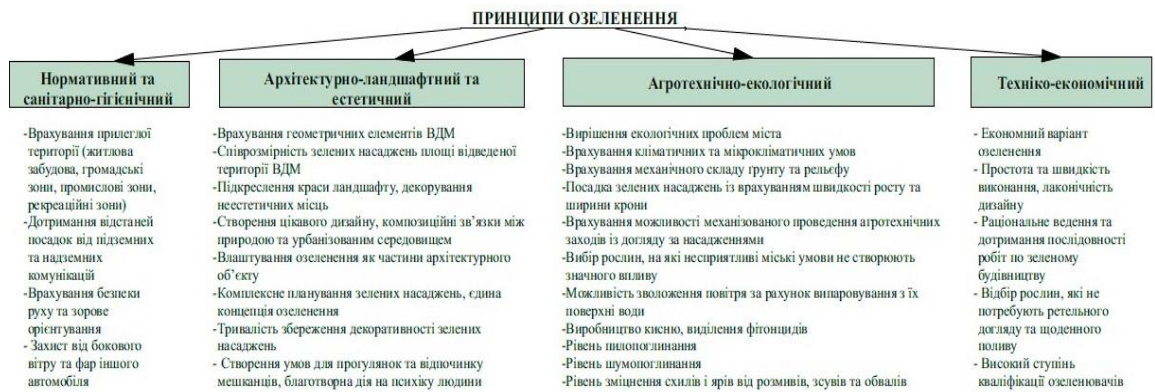 ПРИНЦИПИ ОЗЕЛЕНЕННЯ
Нормативний та
санітарно-гігієнічний
-Врахування прилеглої
території (житлова
забудова, громадські
зони, промислові зони,
рекреаційні зони)
-Дотримання відстаней
посадок від підземних
та надземних
комунікацій
-Врахування безпеки
руху та зорове
орієнтування
- Захист від бокового
вітру та фар іншого
автомобіля
Архітектурно-ландшафтний та
естетичний
-Врахування геометричних елементів ВДМ
-Співрозмірність зелених насаджень площі відведеної
території ВДМ
-Підкреслення краси ландшафту, декорування
неестетичних місць
-Створення цікавого дизайну, композиційні зв’язки між
природою та урбанізованим середовищем
-Влаштування озеленення як частини архітектурного
об’єкту
-Комплексне планування зелених насаджень, єдина
концепція озеленення
-Тривалість збереження декоративності зелених
насаджень
- Створення умов для прогулянок та відпочинку
мешканців, благотворна дія на психіку людини
Агротехнічно-екологічний
-Вирішення екологічних проблем міста
-Врахування кліматичних та мікрокліматичних умов
-Врахування механічного складу ґрунту та рельєфу
-Посадка зелених насаджень із врахуванням швидкості росту та
ширини крони
-Врахування можливості механізованого проведення агротехнічних
заходів із догляду за насадженнями
-Вибір рослин, на які несприятливі міські умови не створюють
значного впливу
-Можливість зволоження повітря за рахунок випаровування з їх
поверхні води
-Виробництво кисню, виділення фітонцидів
-Рівень пилопоглинання
-Рівень шумопоглинання
-Рівень зміцнення схилів і ярів від розмивів, зсувів та обвалів
Техніко-економічний
- Економний варіант
озеленення
- Простота та швидкість
виконання, лаконічність
дизайну
- Раціональне ведення та
дотримання послідовності
робіт по зеленому
будівництву
- Відбір рослин, які не
потребують ретельного
догляду та щоденного
поливу
- Високий ступінь
кваліфікації озеленювачів